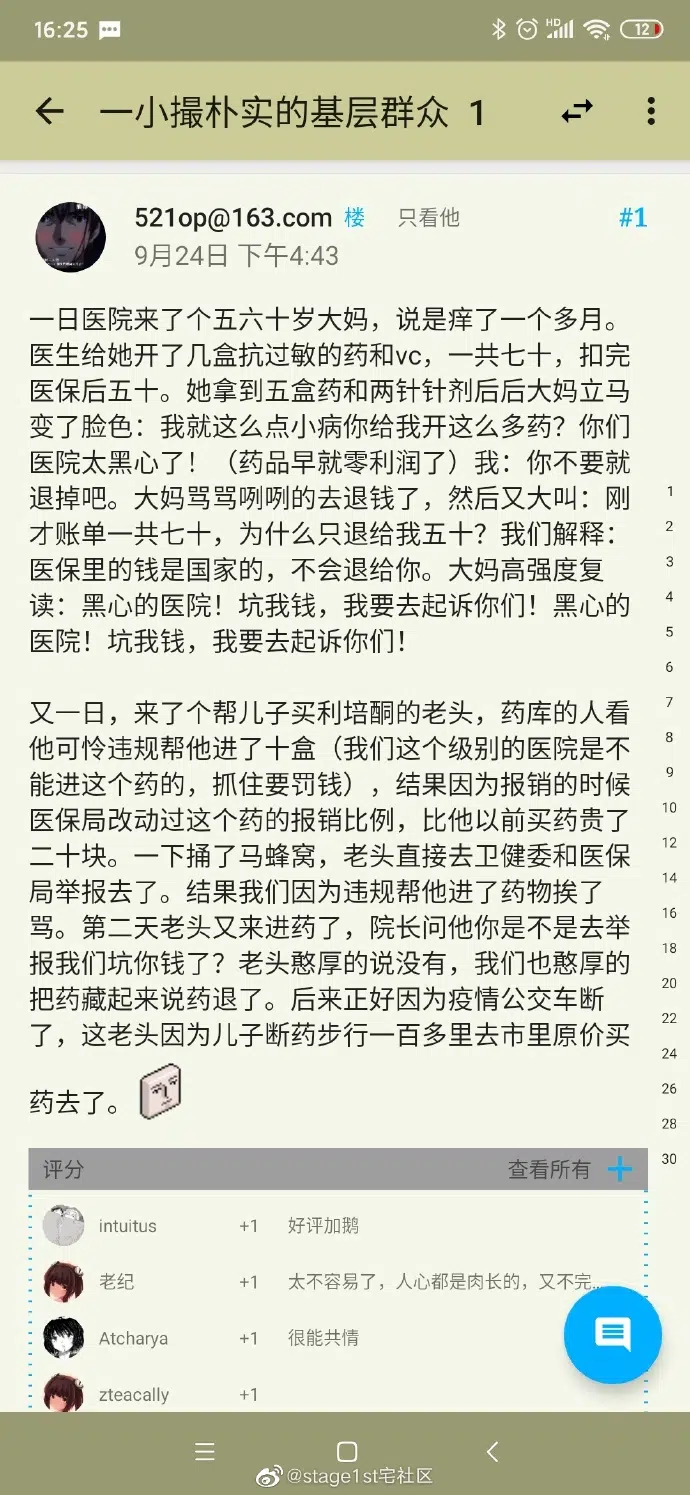 16:25
HD
12
一小撮朴实的基层群众 1
521op@163.com 楼 只看他 #1
9月24日 下午4:43
一日医院来了个五六十岁大妈，说是痒了一个多月。
医生给她开了几盒抗过敏的药和vc，一共七十，扣完
医保后五十。她拿到五盒药和两针针剂后后大妈立马
变了脸色：我就这么点小病你给我开这么多药？你们
医院太黑心了！（药品早就零利润了）我：你不要就
退掉吧。大妈骂骂咧咧的去退钱了，然后又大叫：刚
才账单一共七十，为什么只退给我五十？我们解释：
医保里的钱是国家的，不会退给你。大妈高强度复
读：黑心的医院！坑我钱，我要去起诉你们！黑心的
医院！坑我钱，我要去起诉你们！
又一日，来了个帮儿子买利培酮的老头，药库的人看
他可怜违规帮他进了十盒（我们这个级别的医院是不
能进这个药的，抓住要罚钱），结果因为报销的时候
医保局改动过这个药的报销比例，比他以前买药贵了
二十块。一下捅了马蜂窝，老头直接去卫健委和医保
局举报去了。结果我们因为违规帮他进了药物挨了
骂。第二天老头又来进药了，院长问他你是不是去举
报我们坑你钱了？老头憨厚的说没有，我们也憨厚的
把药藏起来说药退了。后来正好因为疫情公交车断
了，这老头因为儿子断药步行一百多里去市里原价买
药去了。
1
2
3
4
5
6
7
8
9
10
12
14
16
18
20
22
24
26
28
30
评分 查看所有
intuitus +1 好评加鹅
老纪 +1 太不容易了，人心都是肉长的，又不完...
Atcharya +1 很能共情
zteacally +1
@stage1st宅社区